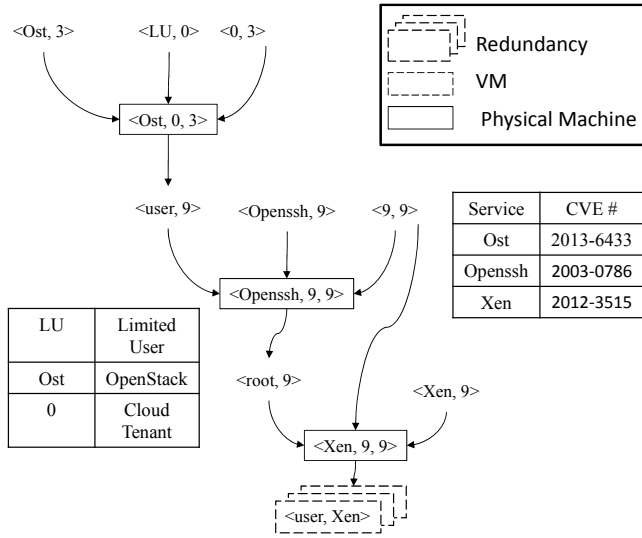 <Ost, 3>
<LU, 0>
<0, 3>
Redundancy
VM
Physical Machine
<Ost, 0, 3>
<user, 9>
<Openssh, 9>
<9, 9>
Service CVE #
Ost 2013-6433
Openssh 2003-0786
Xen 2012-3515
<Openssh, 9, 9>
LU Limited
User
Ost OpenStack
0 Cloud
Tenant
<root, 9>
<Xen, 9>
<Xen, 9, 9>
<user, Xen>